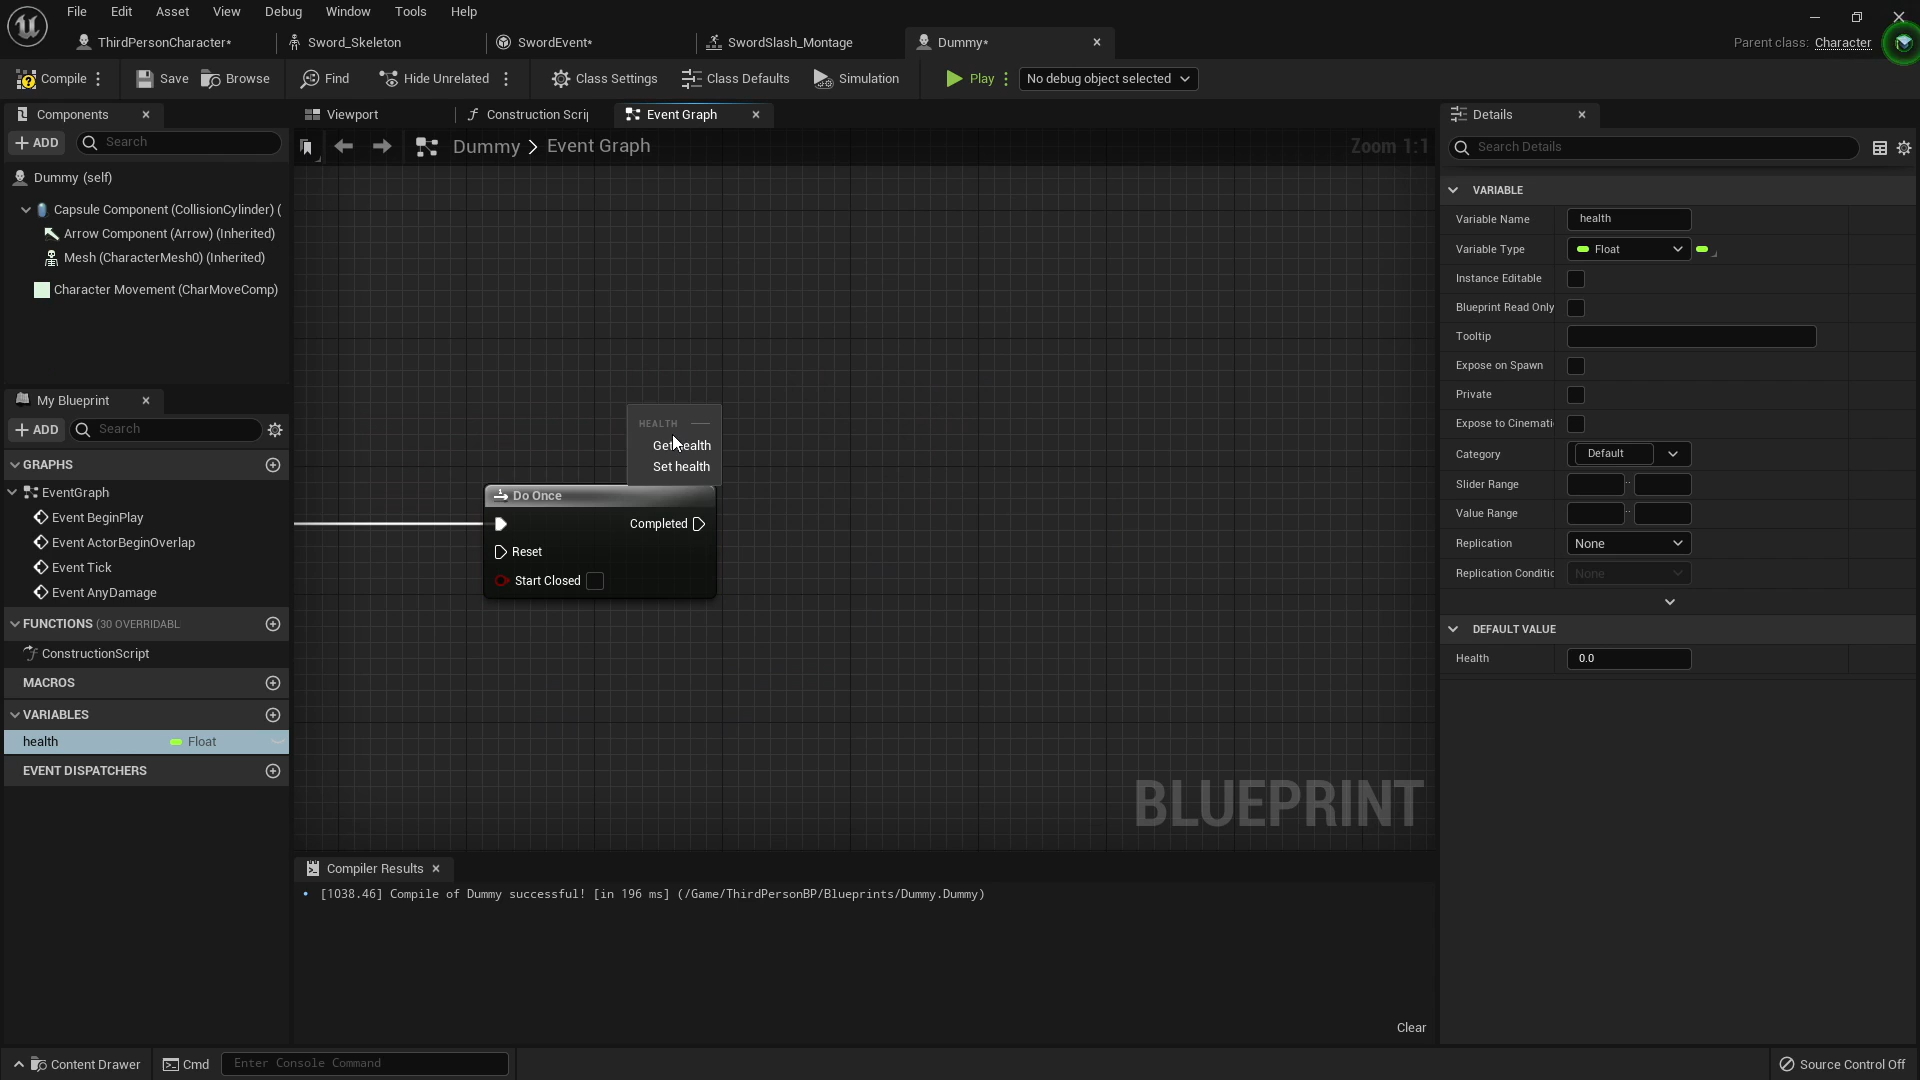 File Edit Asset View Debug Window Tools Help
ThirdPersonCharacter* Sword_Skeleton SwordEvent* SwordSlash_Montage Dummy* Parent class: Character
Compile Save Browse Find Hide Unrelated Class Settings Class Defaults Simulation Play No debug object selected
Components Viewport Construction Scrip Event Graph Details
ADD Search Dummy > Event Graph Zoom 1:1 Search Details
Dummy (self)
Capsule Component (CollisionCylinder) (
Arrow Component (Arrow) (Inherited)
Mesh (CharacterMesh0) (Inherited)
Character Movement (CharMoveComp)
My Blueprint
ADD Search
GRAPHS
EventGraph
Event BeginPlay
Event ActorBeginOverlap
Event Tick
Event AnyDamage
FUNCTIONS (30 OVERRIDABL
ConstructionScript
MACROS
VARIABLES
health Float
EVENT DISPATCHERS
HEALTH
Get health
Set health
Do Once
Completed
Reset
Start Closed
BLUEPRINT
VARIABLE
Variable Name health
Variable Type Float
Instance Editable
Blueprint Read Only
Tooltip
Expose on Spawn
Private
Expose to Cinemati
Category Default
Slider Range
Value Range
Replication None
Replication Conditic None
DEFAULT VALUE
Health 0.0
Compiler Results
[1038.46] Compile of Dummy successful! [in 196 ms] (/Game/ThirdPersonBP/Blueprints/Dummy.Dummy)
Clear
Content Drawer Cmd Enter Console Command Source Control Off